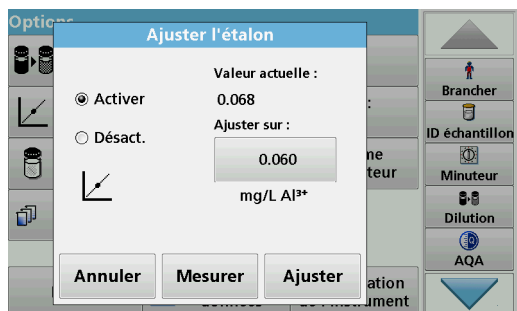 Options
Ajuster l'étalon
Valeur actuelle :
Activer
0.068
Ajuster sur :
Désact.
0.060
mg/L Al³⁺
Annuler
Mesurer
Ajuster
Brancher
ID échantillon
Minuteur
Dilution
AQA